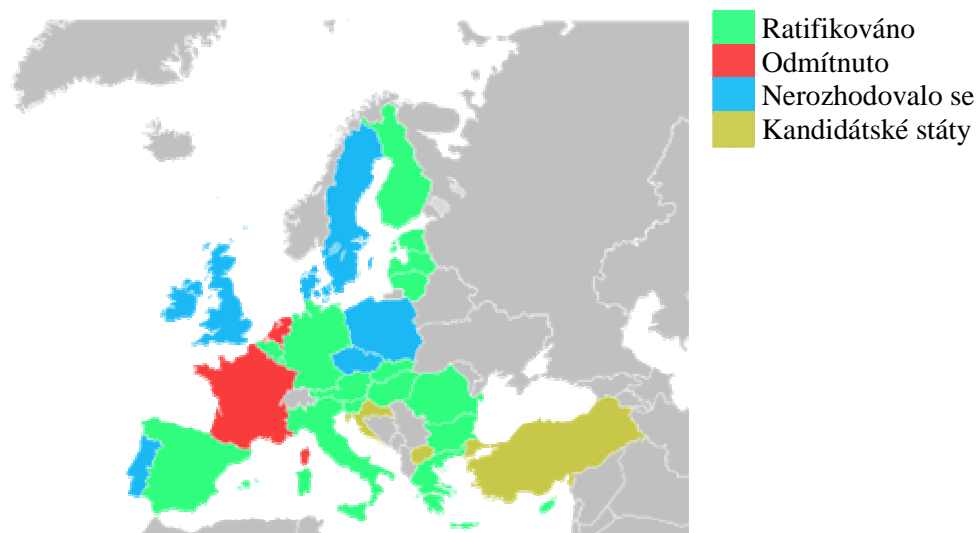 Ratifikováno
Odmítnuto
Nerozhodovalo se
Kandidátské státy